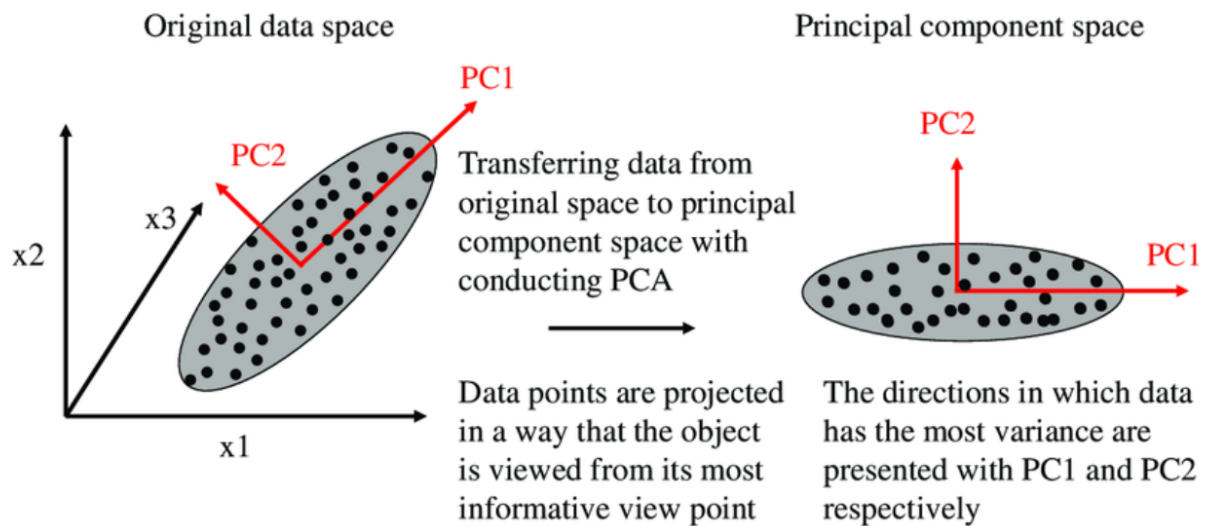 Original data space
Principal component space
PC1
PC2
x3
x2
x1
Transferring data from
original space to principal
component space with
conducting PCA
PC2
PC1
Data points are projected
in a way that the object
is viewed from its most
informative view point
The directions in which data
has the most variance are
presented with PC1 and PC2
respectively